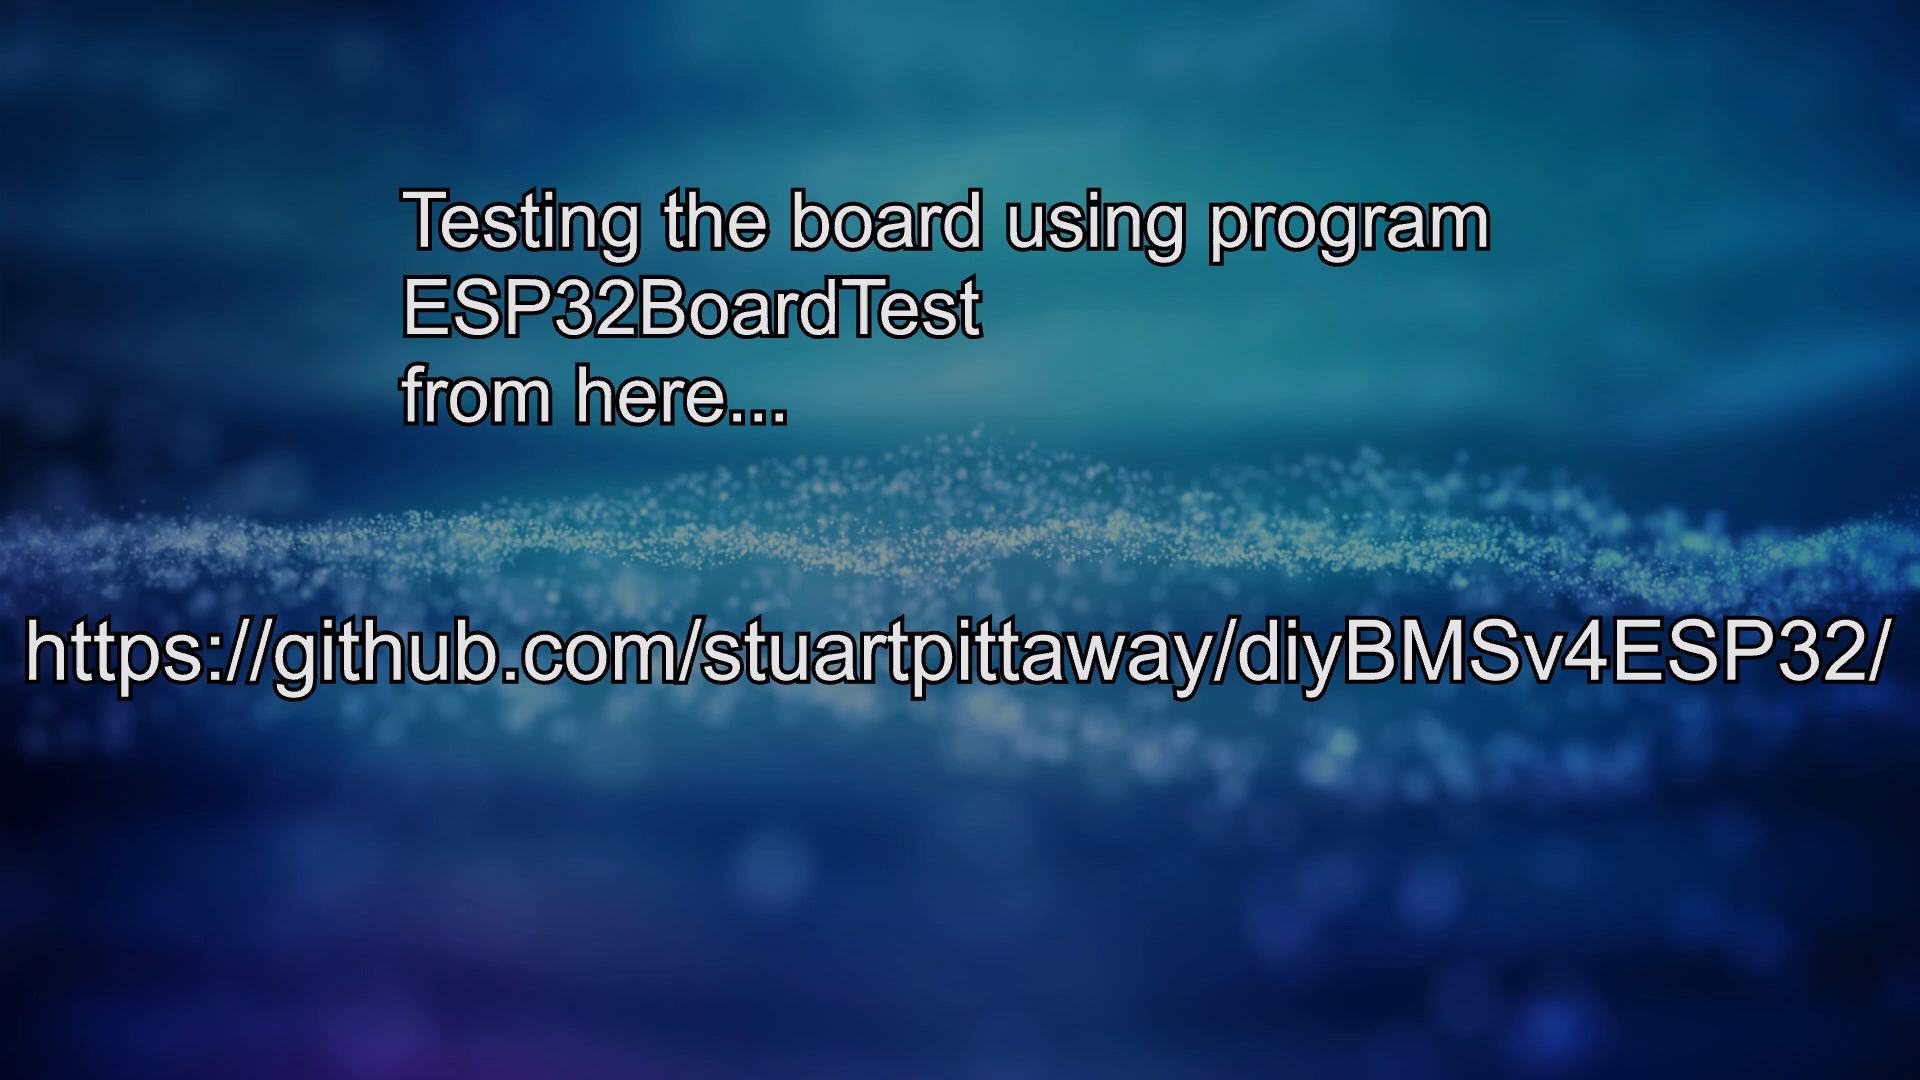 Testing the board using program
ESP32BoardTest
from here...
https://github.com/stuartpittaway/diyBMSv4ESP32/